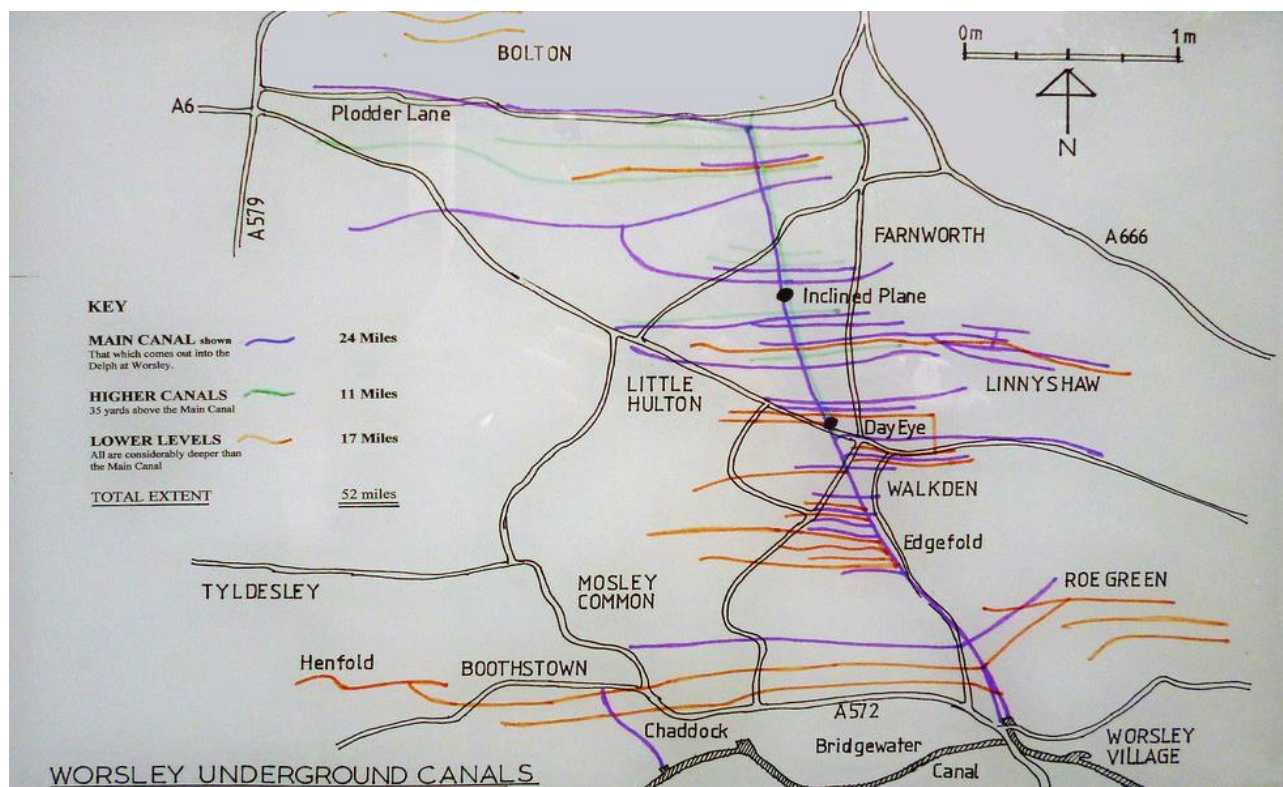 BOLTON
0m 1m
A6
Plodder Lane
N
A579
FARNWORTH
A666
KEY
Inclined Plane
MAIN CANAL shown 24 Miles
That which comes out into the
Delph at Worsley.
HIGHER CANALS 11 Miles
35 yards above the Main Canal
LITTLE
HULTON
LINNYSHAW
LOWER LEVELS 17 Miles
All are considerably deeper than
the Main Canal
Day Eye
TOTAL EXTENT 52 miles
WALKDEN
Edgefold
TYLDESLEY
MOSLEY
COMMON
ROE GREEN
Henfold
BOOTHSTOWN
A572
Chaddock
Bridgewater
Canal
WORSLEY
VILLAGE
WORSLEY UNDERGROUND CANALS